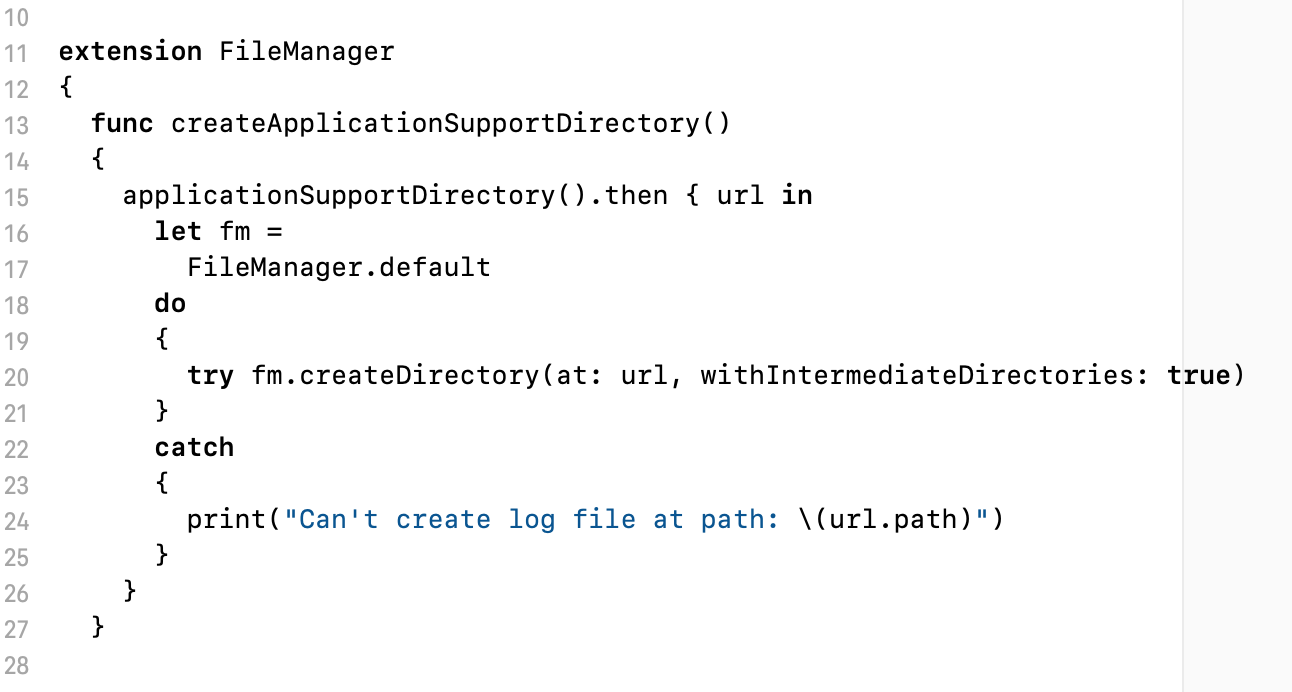 10
11 extension FileManager
12 {
13   func createApplicationSupportDirectory()
14   {
15     applicationSupportDirectory().then { url in
16       let fm =
17         FileManager.default
18       do
19       {
20         try fm.createDirectory(at: url, withIntermediateDirectories: true)
21       }
22       catch
23       {
24         print("Can't create log file at path: \(url.path)")
25       }
26     }
27   }
28